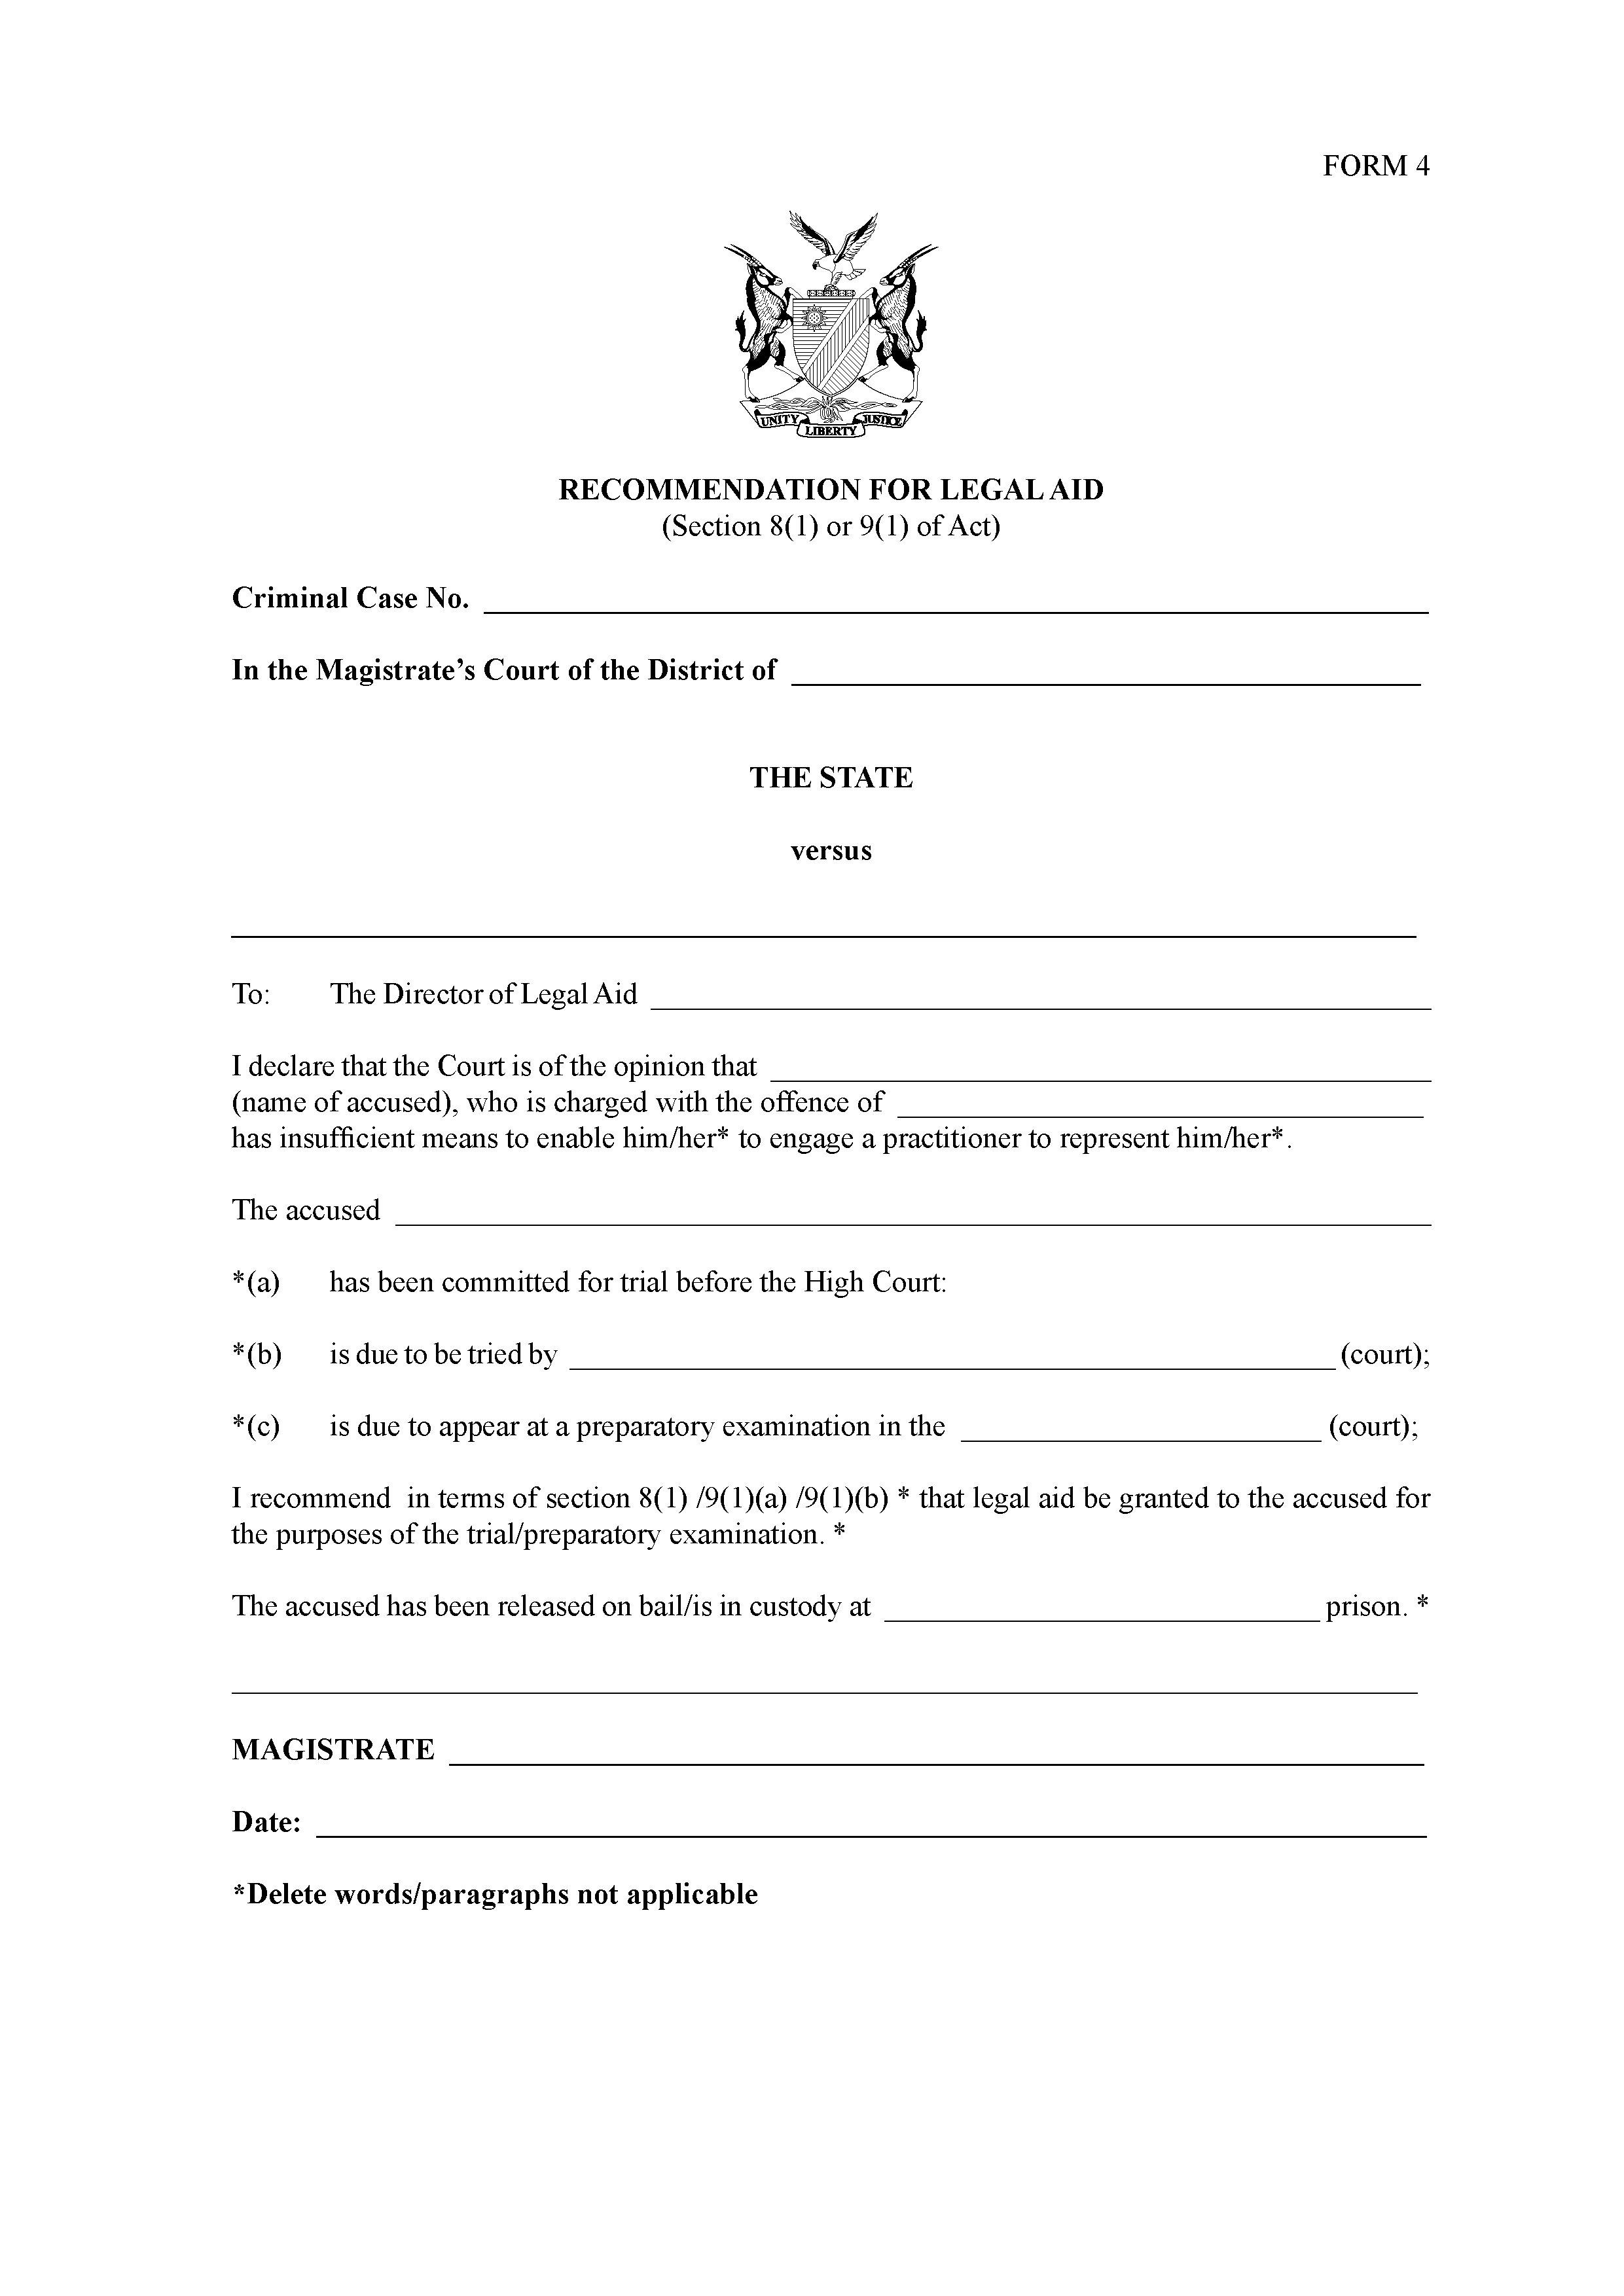 FORM 4
UNITY
LIBERTY
JUSTICE
RECOMMENDATION FOR LEGAL AID
(Section 8(1) or 9(1) of Act)
Criminal Case No.
In the Magistrate’s Court of the District of
THE STATE
versus
To: The Director of Legal Aid
I declare that the Court is of the opinion that
(name of accused), who is charged with the offence of
has insufficient means to enable him/her* to engage a practitioner to represent him/her*.
The accused
*(a) has been committed for trial before the High Court:
*(b) is due to be tried by (court);
*(c) is due to appear at a preparatory examination in the (court);
I recommend in terms of section 8(1) /9(1)(a) /9(1)(b) * that legal aid be granted to the accused for
the purposes of the trial/preparatory examination. *
The accused has been released on bail/is in custody at prison. *
MAGISTRATE
Date:
*Delete words/paragraphs not applicable